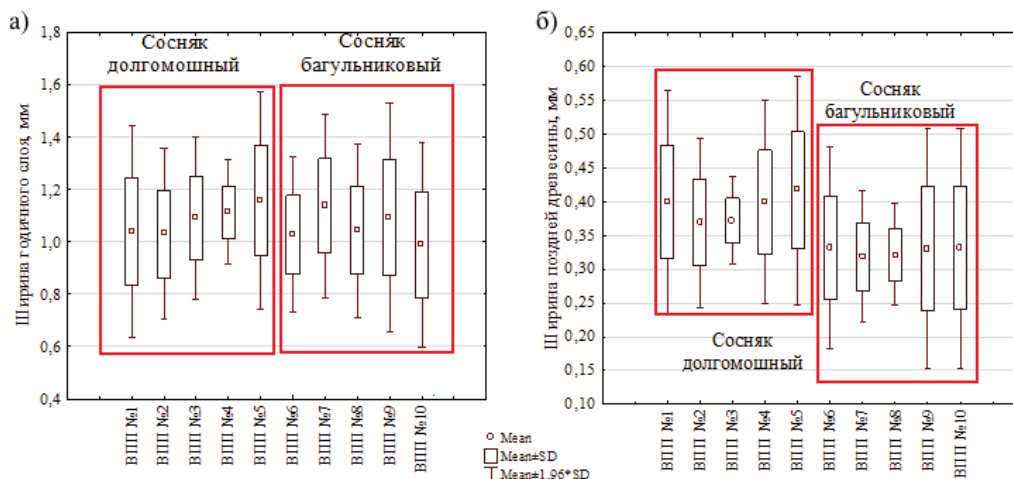 а)
Сосняк
долгомошный
Сосняк
багульниковый
Ширина годичного слоя, мм
1,8
1,6
1,4
1,2
1,0
0,8
0,6
0,4
ВПП №1
ВПП №2
ВПП №3
ВПП №4
ВПП №5
ВПП №6
ВПП №7
ВПП №8
ВПП №9
ВПП №10
б)
Сосняк
багульниковый
Сосняк
долгомошный
Ширина поздней древесины, мм
0,65
0,60
0,55
0,50
0,45
0,40
0,35
0,30
0,25
0,20
0,15
0,10
ВПП №1
ВПП №2
ВПП №3
ВПП №4
ВПП №5
ВПП №6
ВПП №7
ВПП №8
ВПП №9
ВПП №10
Mean
Mean±SD
Mean±1,96*SD